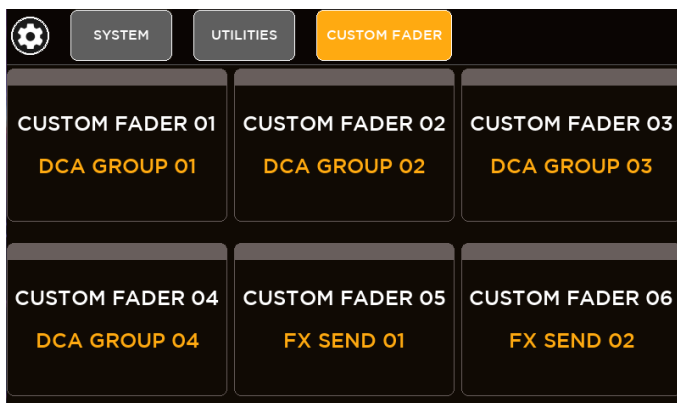 SYSTEM UTILITIES CUSTOM FADER
CUSTOM FADER 01 CUSTOM FADER 02 CUSTOM FADER 03
DCA GROUP 01 DCA GROUP 02 DCA GROUP 03
CUSTOM FADER 04 CUSTOM FADER 05 CUSTOM FADER 06
DCA GROUP 04 FX SEND 01 FX SEND 02